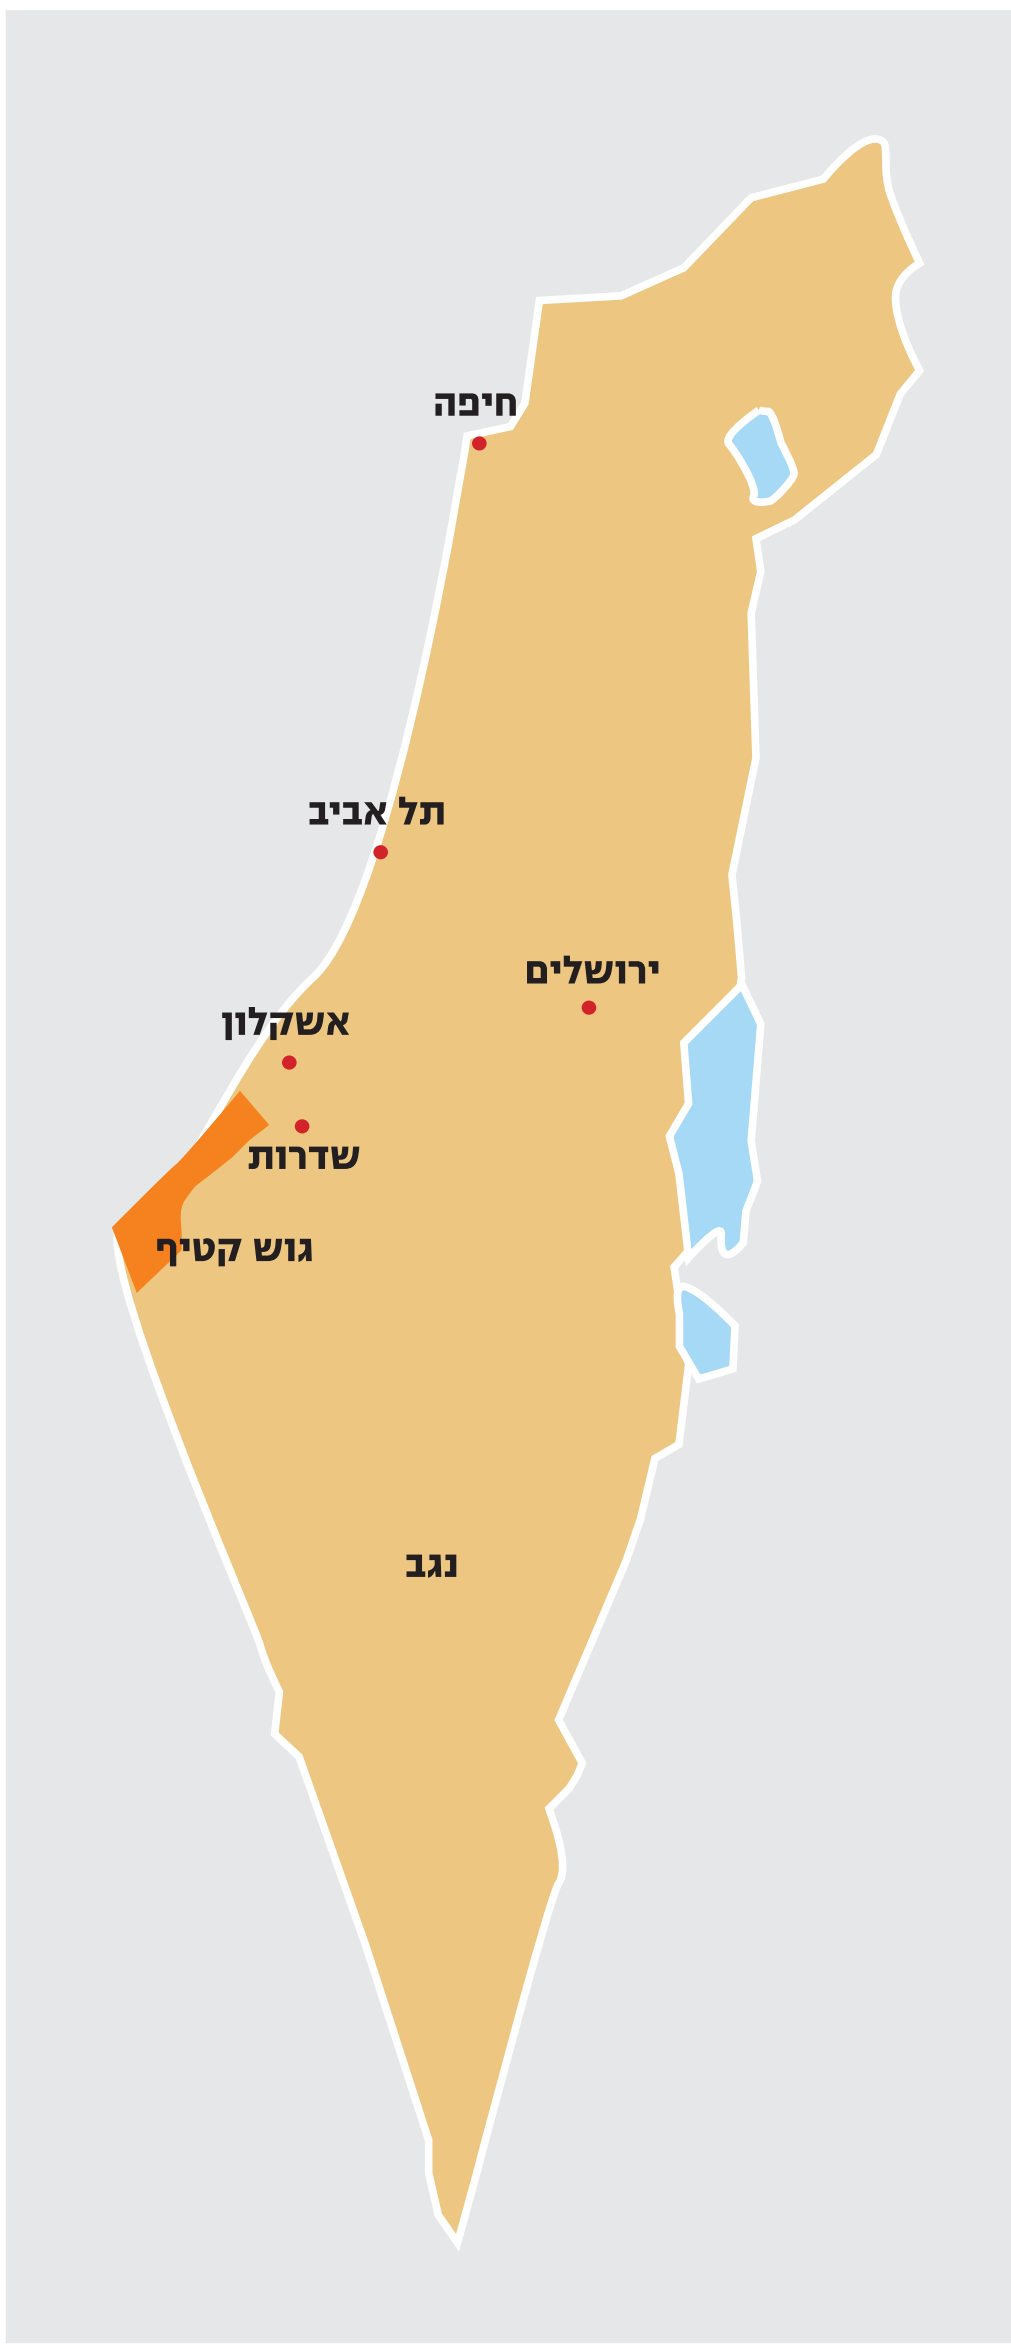 חיפה
תל אביב
ירושלים
אשקלון
שדרות
גוש קטיף
נגב